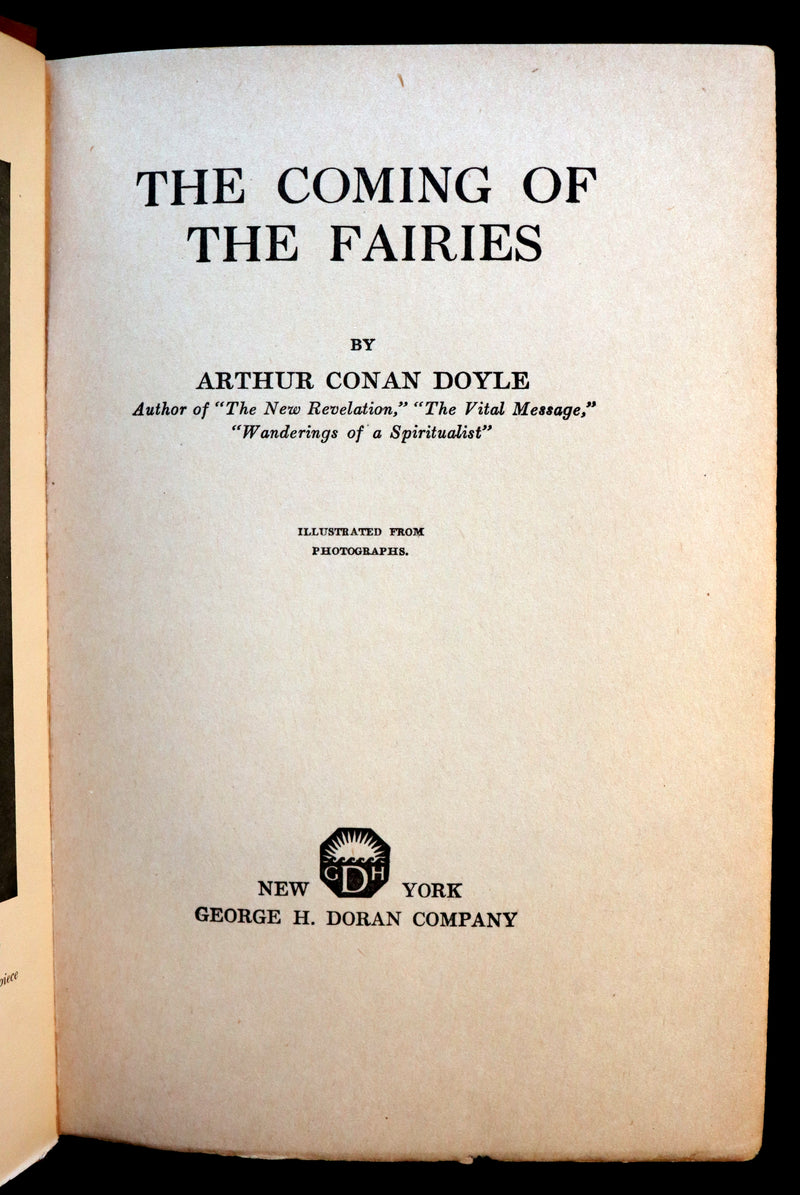 THE COMING OF
THE FAIRIES
BY
ARTHUR CONAN DOYLE
Author of “The New Revelation,” “The Vital Message,”
“Wanderings of a Spiritualist”
ILLUSTRATED FROM
PHOTOGRAPHS.
GDH
NEW YORK
GEORGE H. DORAN COMPANY
piece